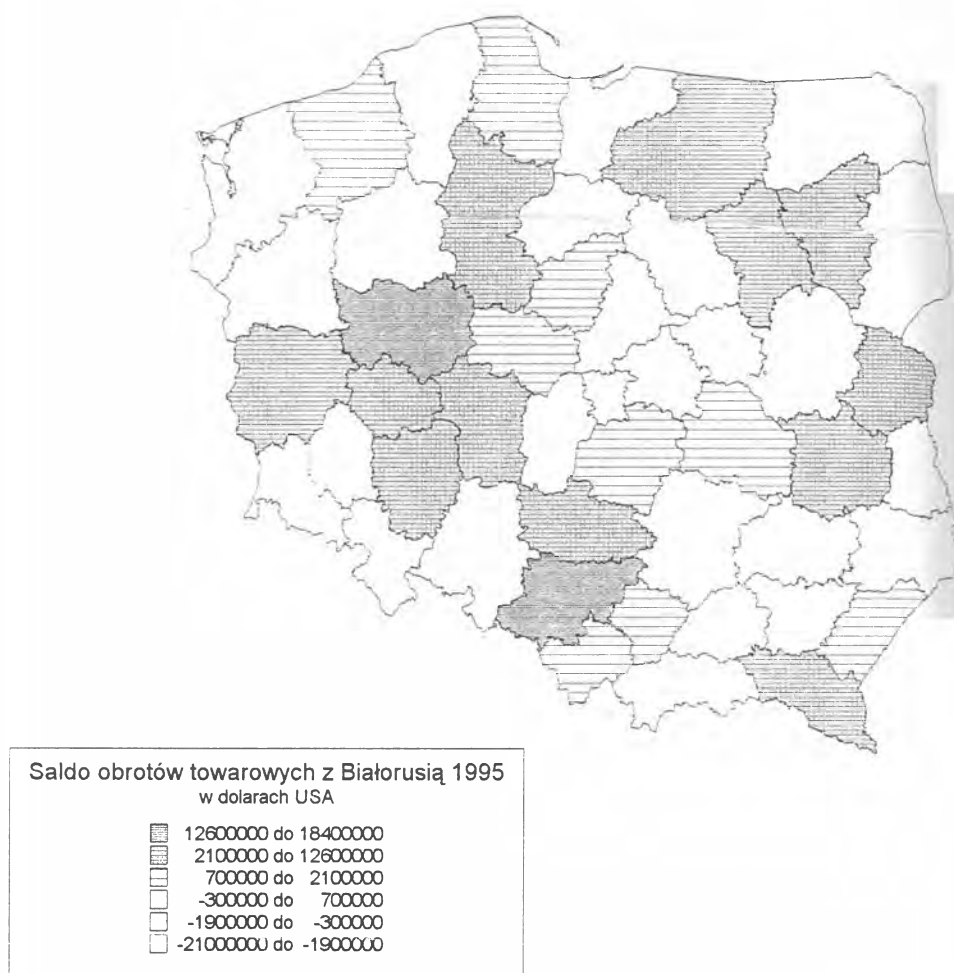 Saldo obrotów towarowych z Białorusią 1995
w dolarach USA
12600000 do 18400000
2100000 do 12600000
700000 do 2100000
-300000 do 700000
-1900000 do -300000
-21000000 do -1900000